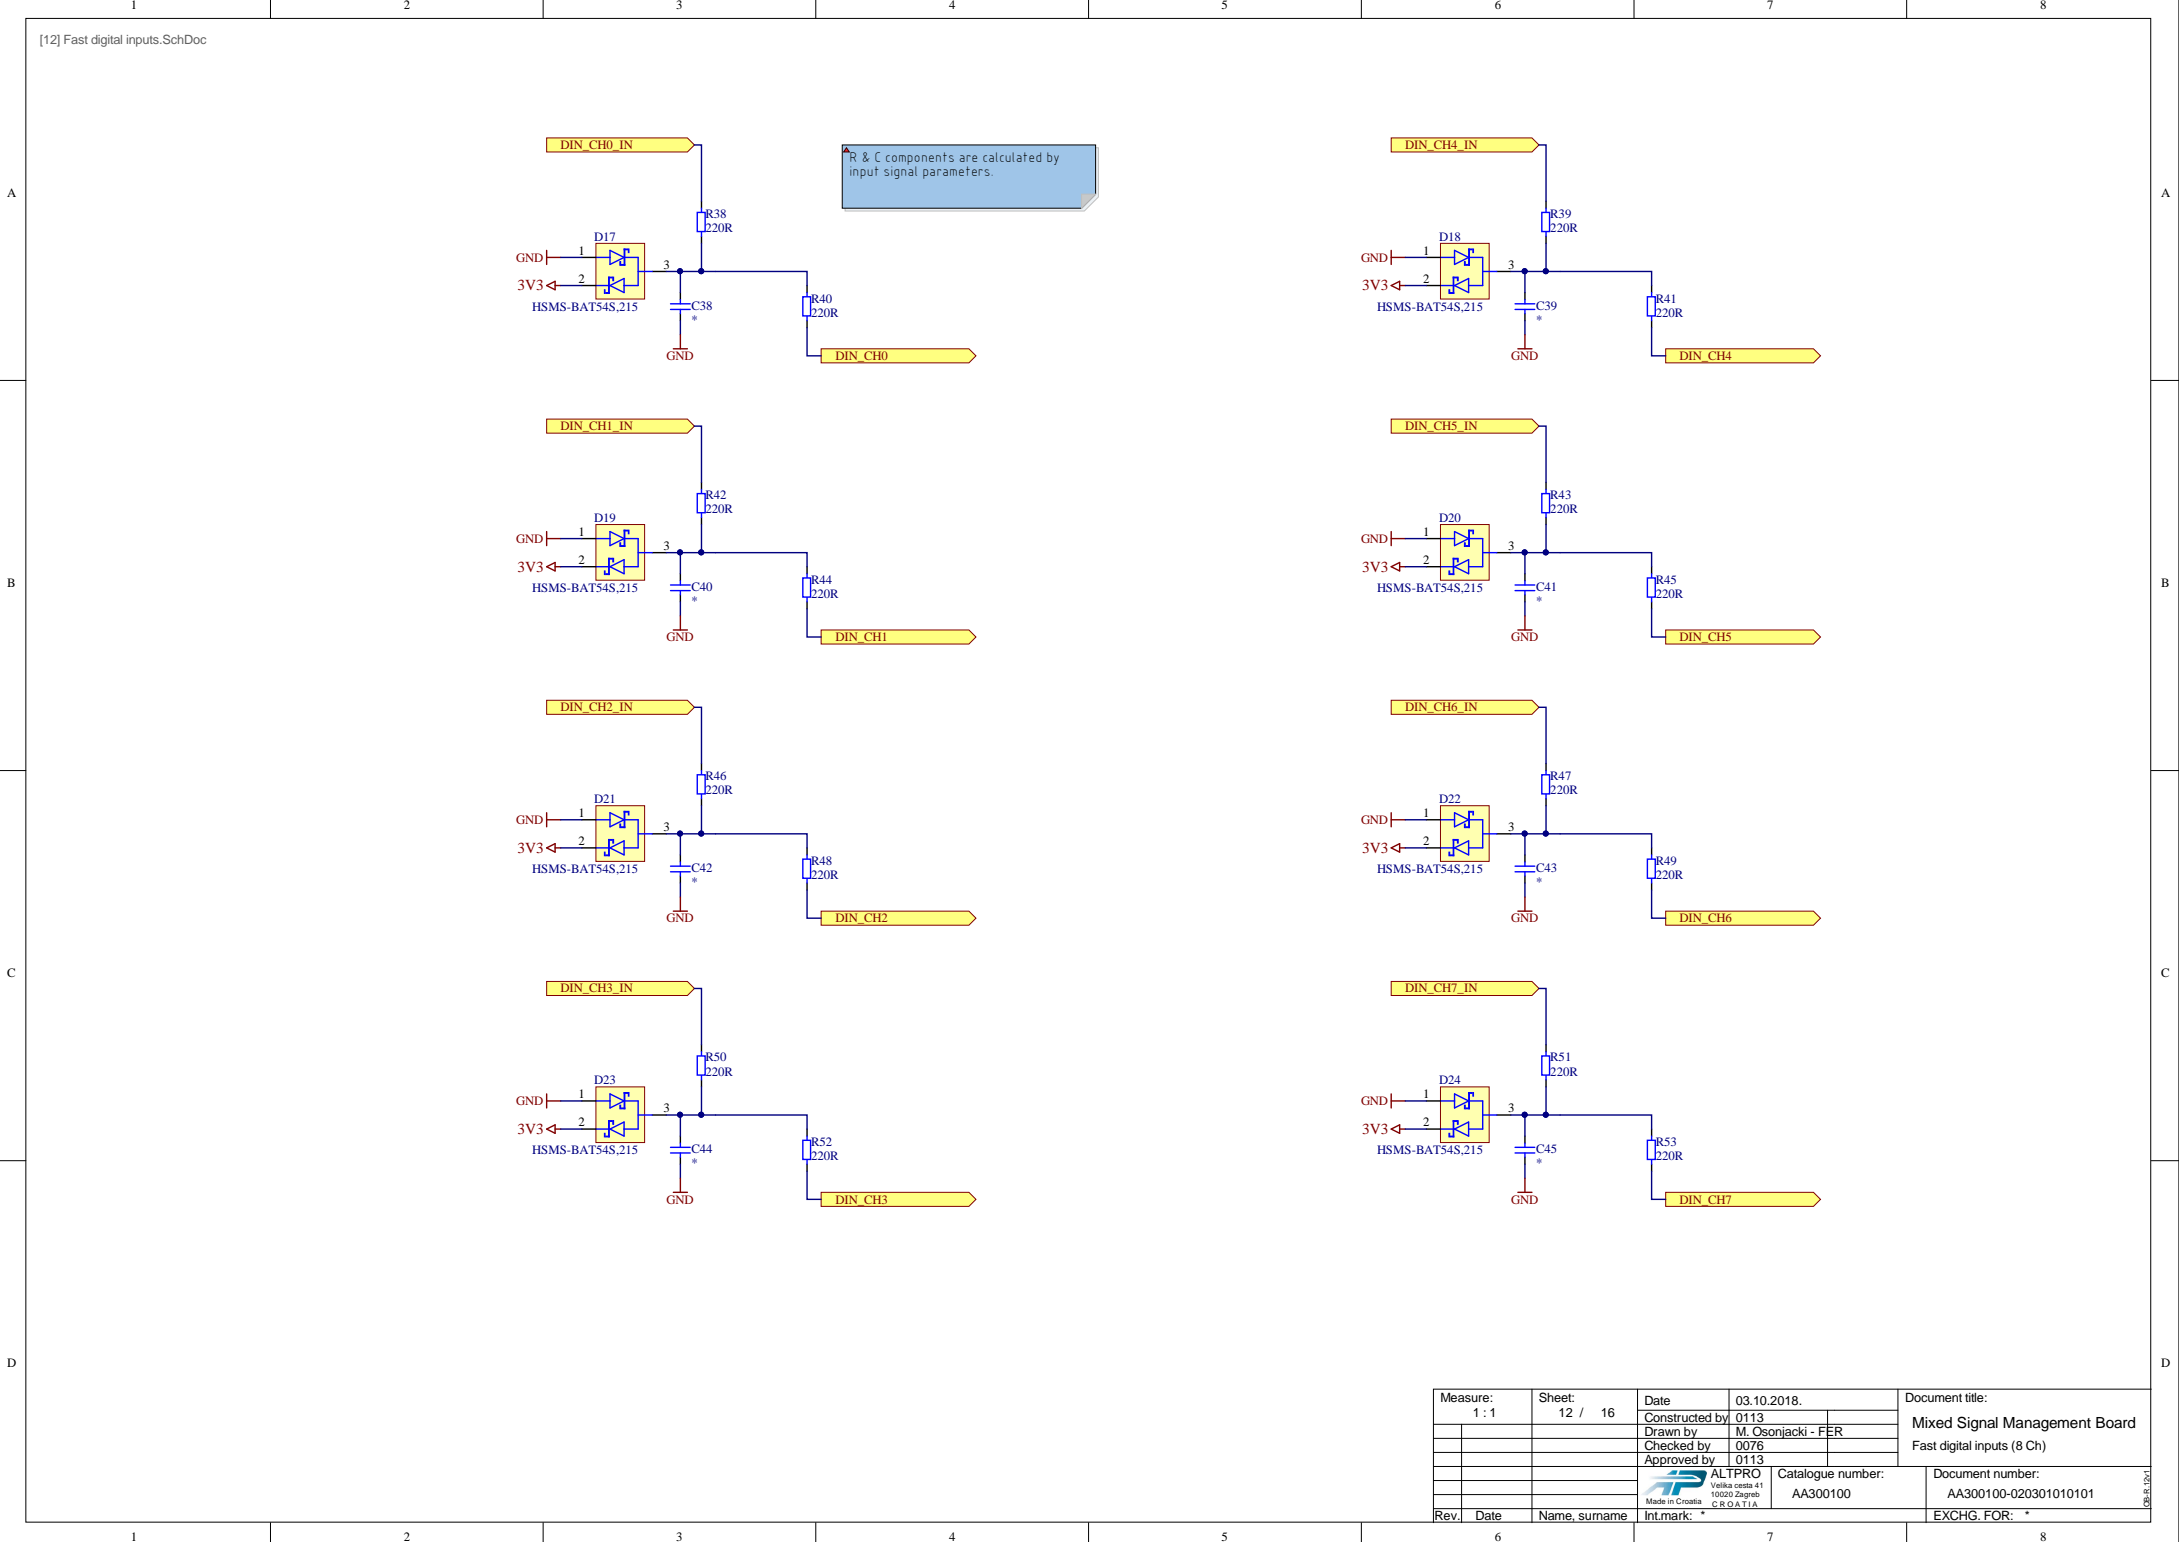 1 2 3 4 5 6 7 8
[12] Fast digital inputs.SchDoc
A
A
B
B
C
C
D
D
DIN_CH0_IN
R38
220R
D17
GND
1
3V3
2
3
HSMS-BAT54S,215
C38
*
GND
R40
220R
DIN_CH0
R & C components are calculated by
input signal parameters.
DIN_CH4_IN
R39
220R
D18
GND
1
3V3
2
3
HSMS-BAT54S,215
C39
*
GND
R41
220R
DIN_CH4
DIN_CH1_IN
R42
220R
D19
GND
1
3V3
2
3
HSMS-BAT54S,215
C40
*
GND
R44
220R
DIN_CH1
DIN_CH5_IN
R43
220R
D20
GND
1
3V3
2
3
HSMS-BAT54S,215
C41
*
GND
R45
220R
DIN_CH5
DIN_CH2_IN
R46
220R
D21
GND
1
3V3
2
3
HSMS-BAT54S,215
C42
*
GND
R48
220R
DIN_CH2
DIN_CH6_IN
R47
220R
D22
GND
1
3V3
2
3
HSMS-BAT54S,215
C43
*
GND
R49
220R
DIN_CH6
DIN_CH3_IN
R50
220R
D23
GND
1
3V3
2
3
HSMS-BAT54S,215
C44
*
GND
R52
220R
DIN_CH3
DIN_CH7_IN
R51
220R
D24
GND
1
3V3
2
3
HSMS-BAT54S,215
C45
*
GND
R53
220R
DIN_CH7
Measure:
1 : 1
Sheet:
12 / 16
Date 03.10.2018.
Constructed by 0113
Drawn by M. Osonjacki - FER
Checked by 0076
Approved by 0113
Document title:
Mixed Signal Management Board
Fast digital inputs (8 Ch)
Made in Croatia
ALTPRO
Velika cesta 41
10020 Zagreb
CROATIA
Catalogue number:
AA300100
Document number:
AA300100-020301010101
OB-R.12v1
Rev. Date Name, surname
Int.mark: *
EXCHG. FOR: *
1 2 3 4 5 6 7 8